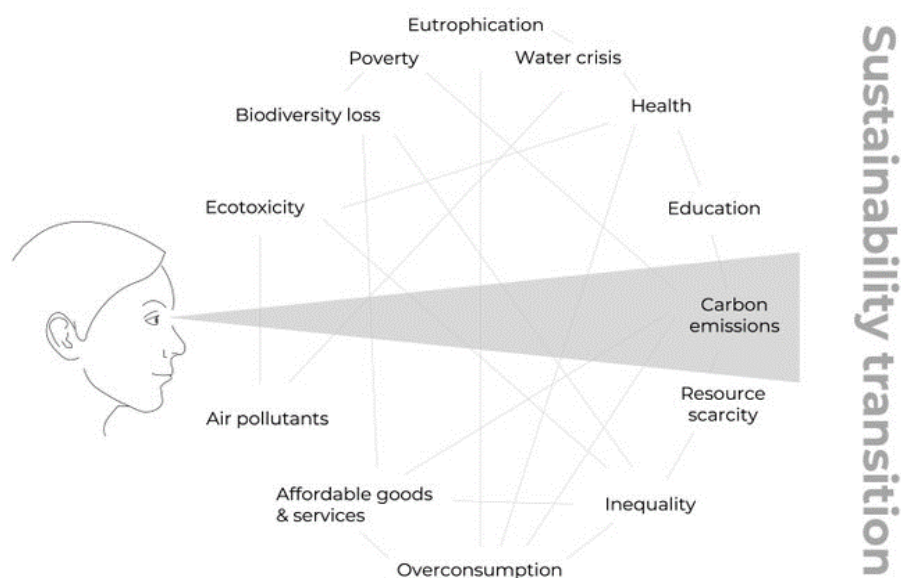 Eutrophication
Poverty
Water crisis
Health
Biodiversity loss
Ecotoxicity
Education
Carbon
emissions
Resource
scarcity
Air pollutants
Affordable goods
& services
Inequality
Overconsumption
Sustainability transition